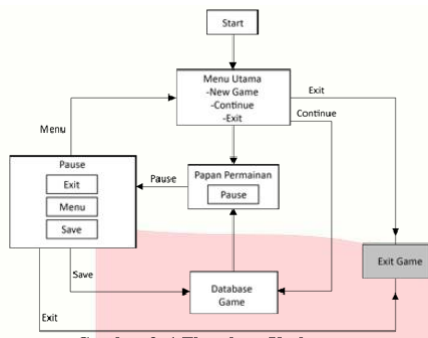 Start
Menu Utama
-New Game
-Continue
-Exit
Exit
Continue
Menu
Pause
Exit
Menu
Save
Pause
Papan Permainan
Pause
Exit Game
Save
Database
Game
Exit